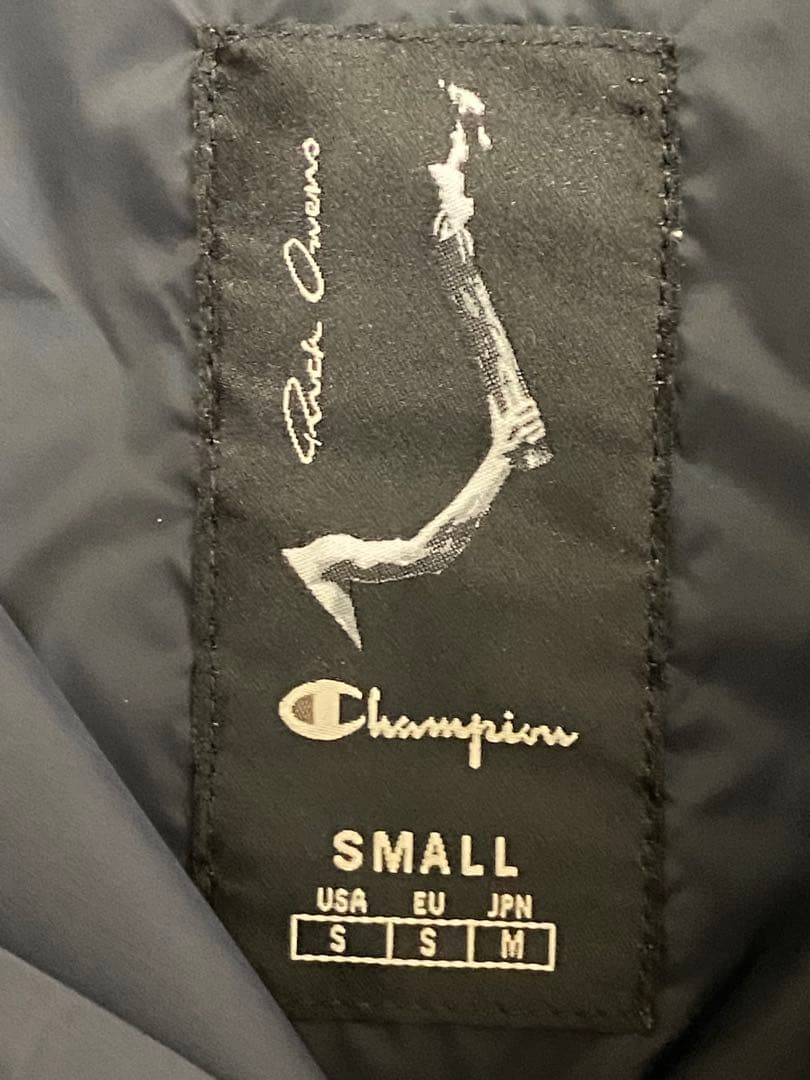 Rick Owens
Champion
SMALL
USA EU JPN
S S M